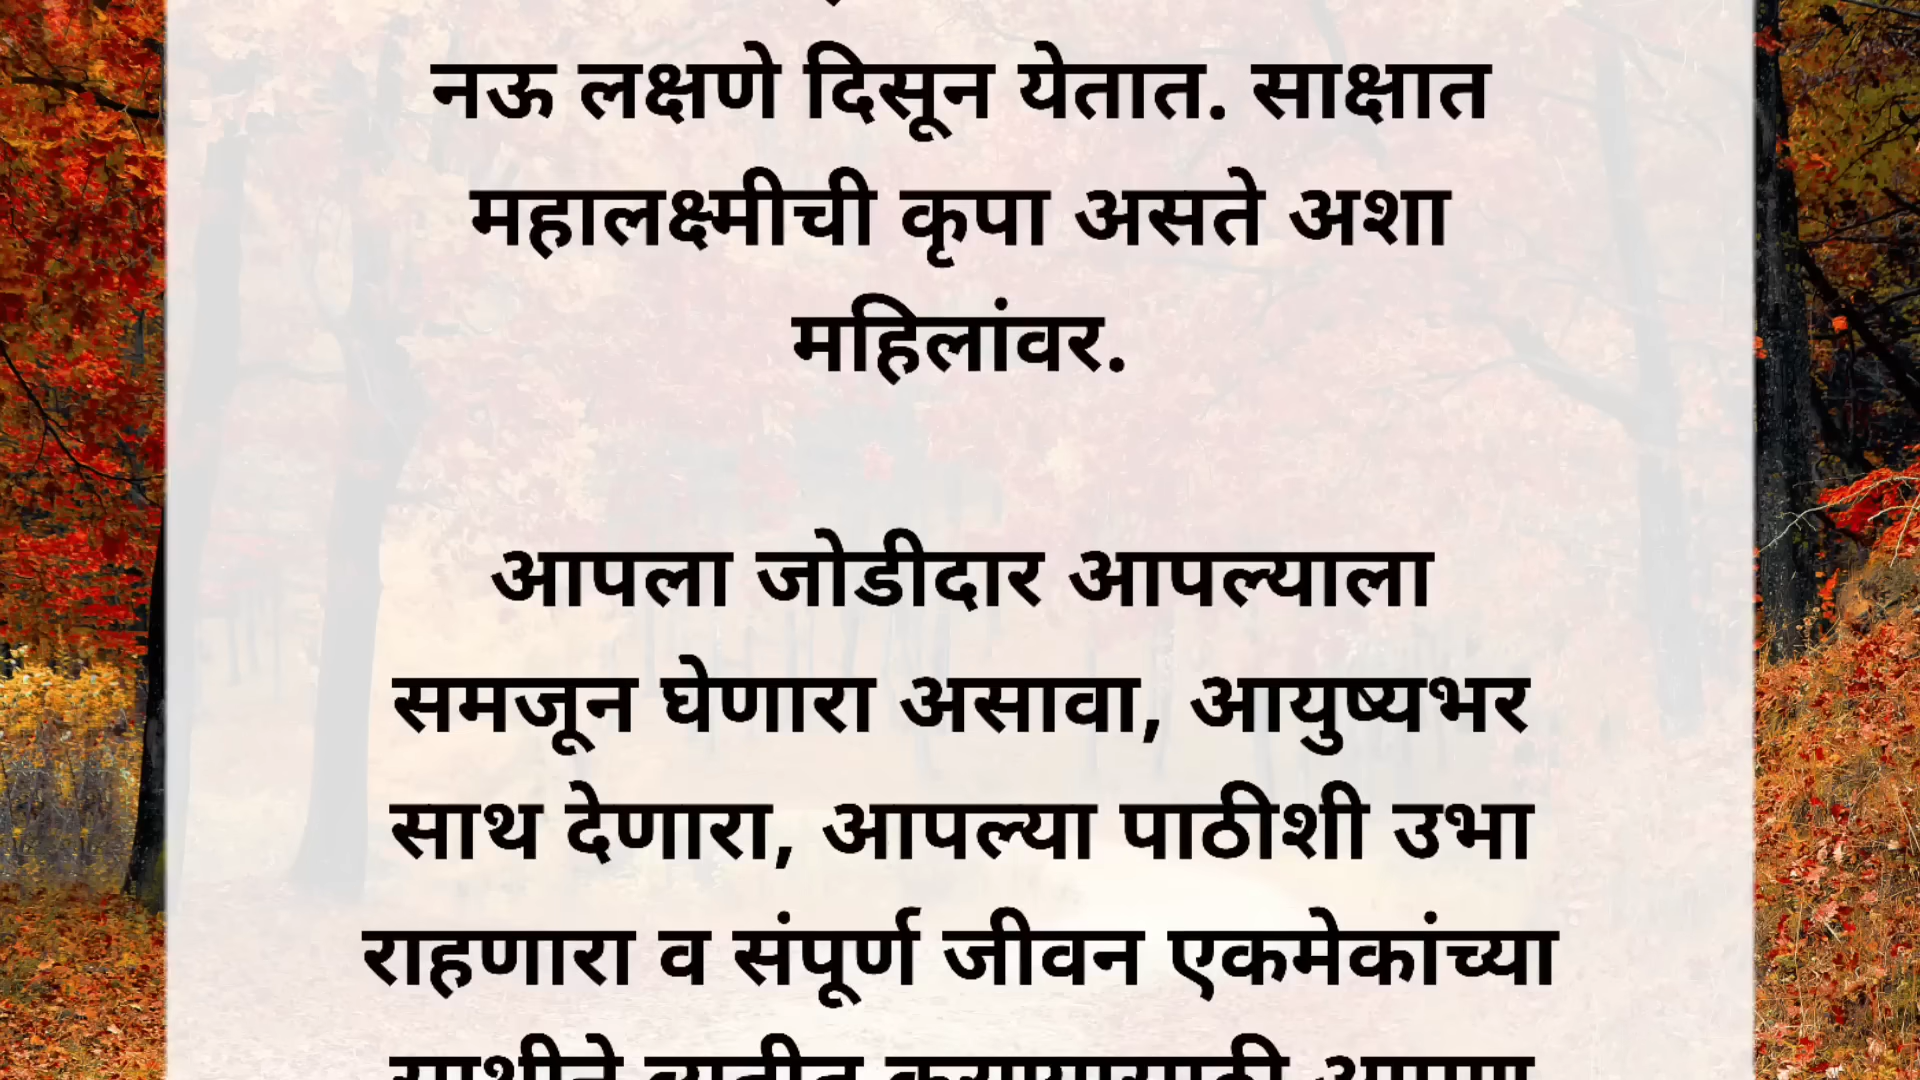 नऊ लक्षणे दिसून येतात. साक्षात
महालक्ष्मीची कृपा असते अशा
महिलांवर.
आपला जोडीदार आपल्याला
समजून घेणारा असावा, आयुष्यभर
साथ देणारा, आपल्या पाठीशी उभा
राहणारा व संपूर्ण जीवन एकमेकांच्या